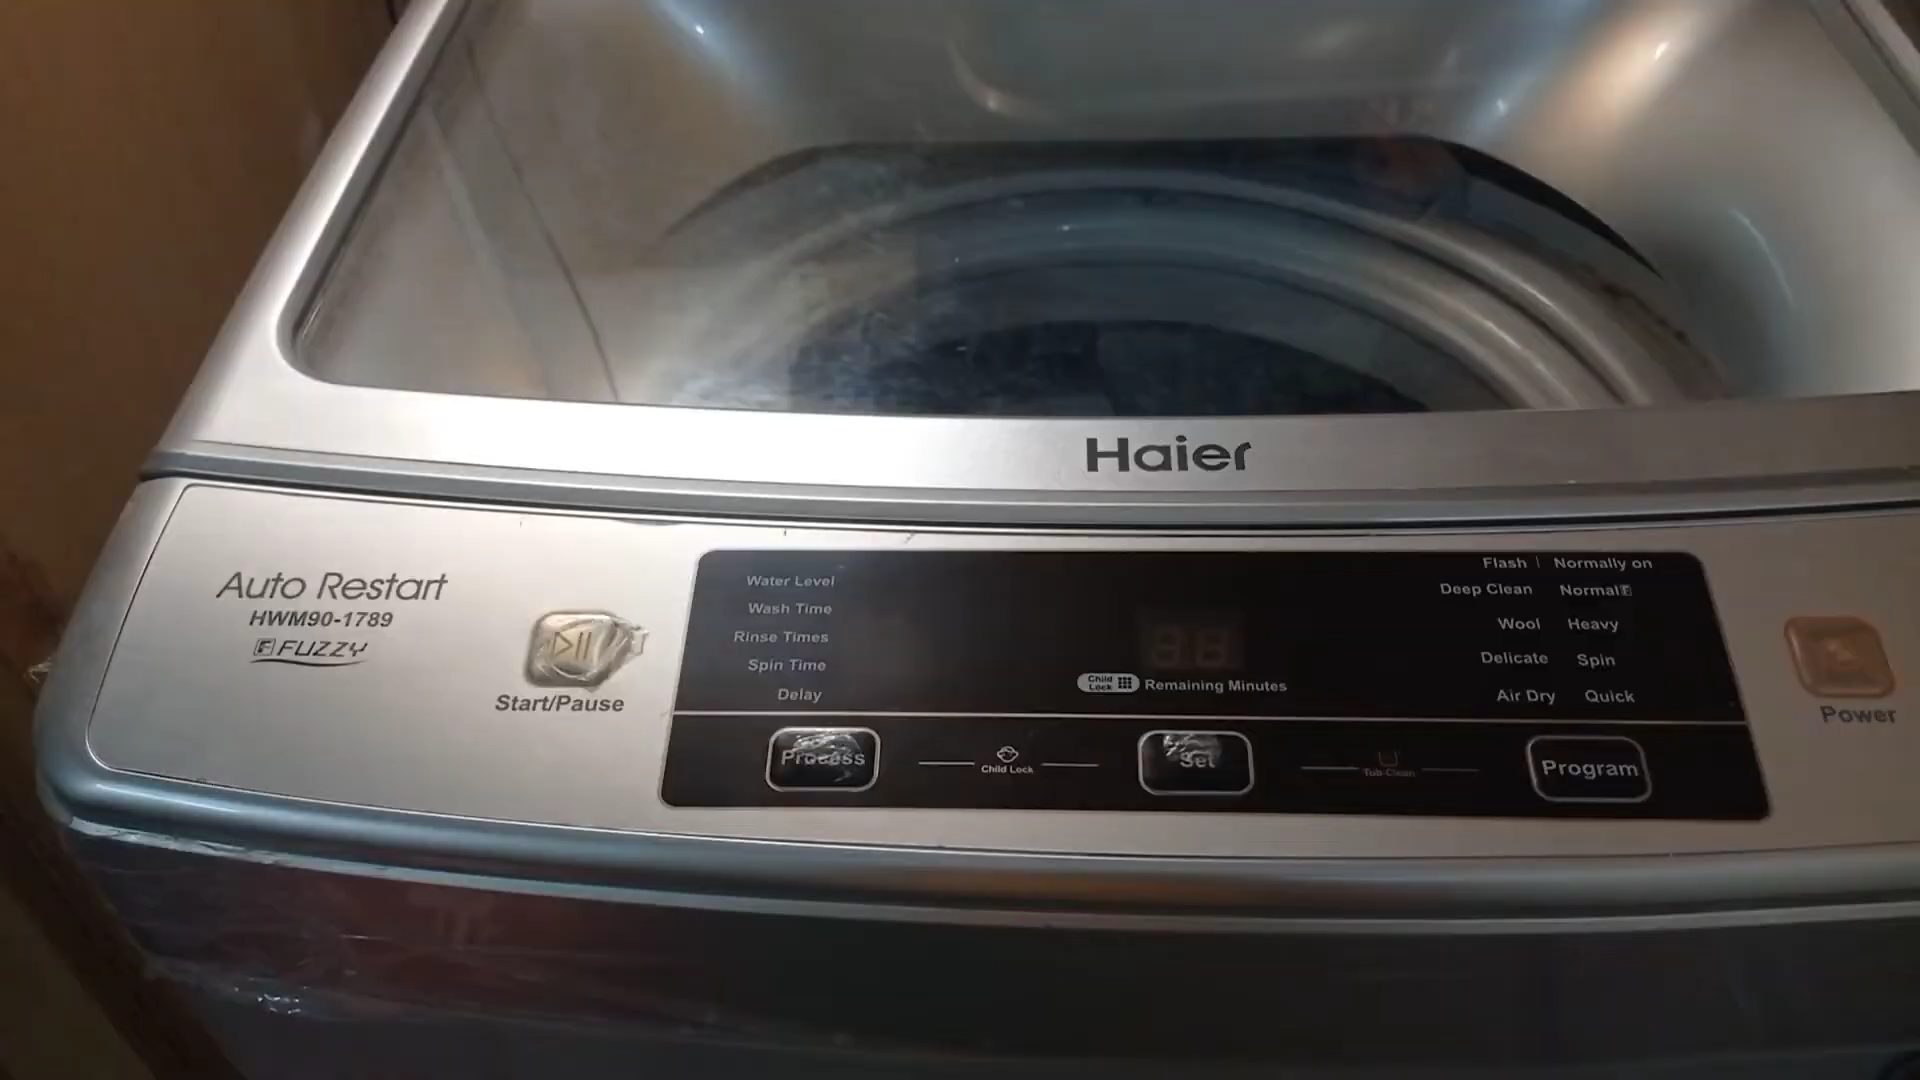 Haier
Auto Restart
HWM90-1789
F FUZZY
Start/Pause
Water Level
Wash Time
Rinse Times
Spin Time
Delay
Child Lock
Remaining Minutes
Flash | Normally on
Deep Clean Normal F
Wool Heavy
Delicate Spin
Air Dry Quick
Power
Process
Child Lock
Set
Tub Clean
Program